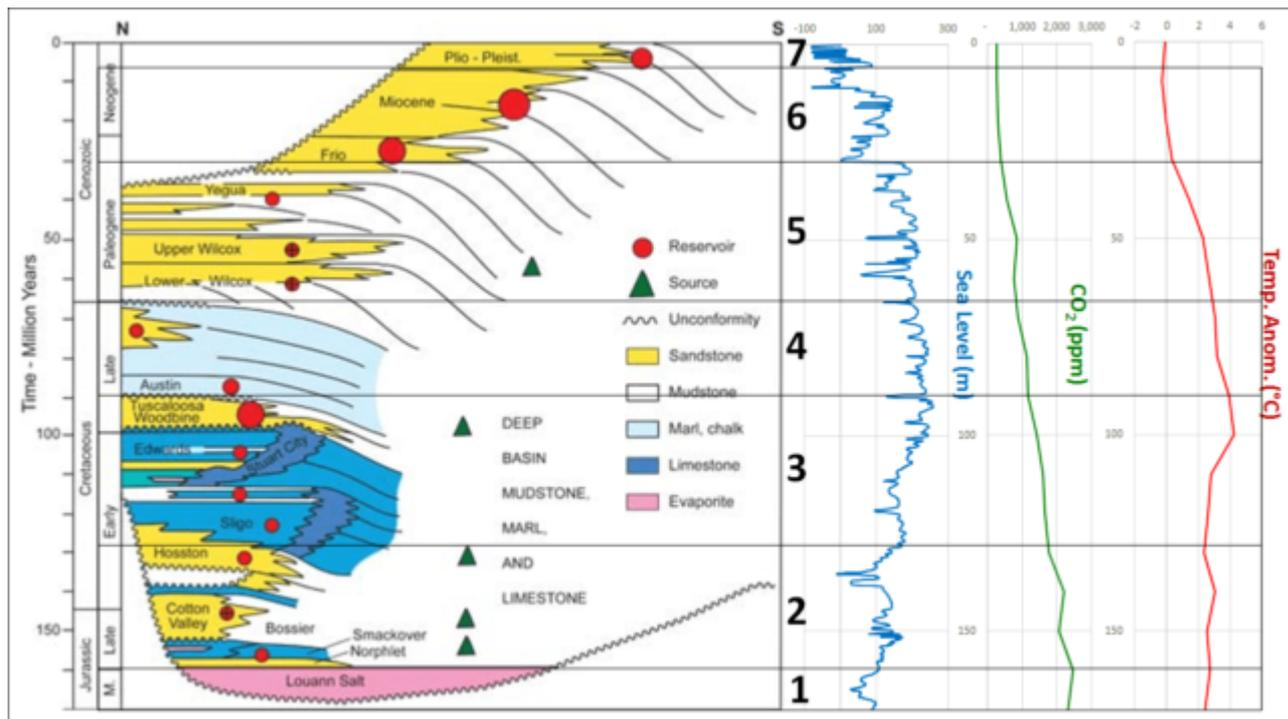 N
S
-100
100
300
-
1,000
2,000
3,000
-2
0
2
4
6
0
50
100
150
Time - Million Years
Cenozoic
Neogene
Paleogene
Cretaceous
Late
Early
Jurassic
Late
M.
Plio - Pleist.
Miocene
Frio
Yegua
Upper Wilcox
Lower Wilcox
Austin
Tuscaloosa
Woodbine
Edwards
Stuart City
Sligo
Hosston
Cotton
Valley
Bossier
Smackover
Norphlet
Louann Salt
Reservoir
Source
Unconformity
Sandstone
Mudstone
Marl, chalk
Limestone
Evaporite
DEEP
BASIN
MUDSTONE,
MARL,
AND
LIMESTONE
7
6
5
4
3
2
1
Sea Level (m)
0
50
100
150
CO₂ (ppm)
0
50
100
150
Temp. Anom. (°C)